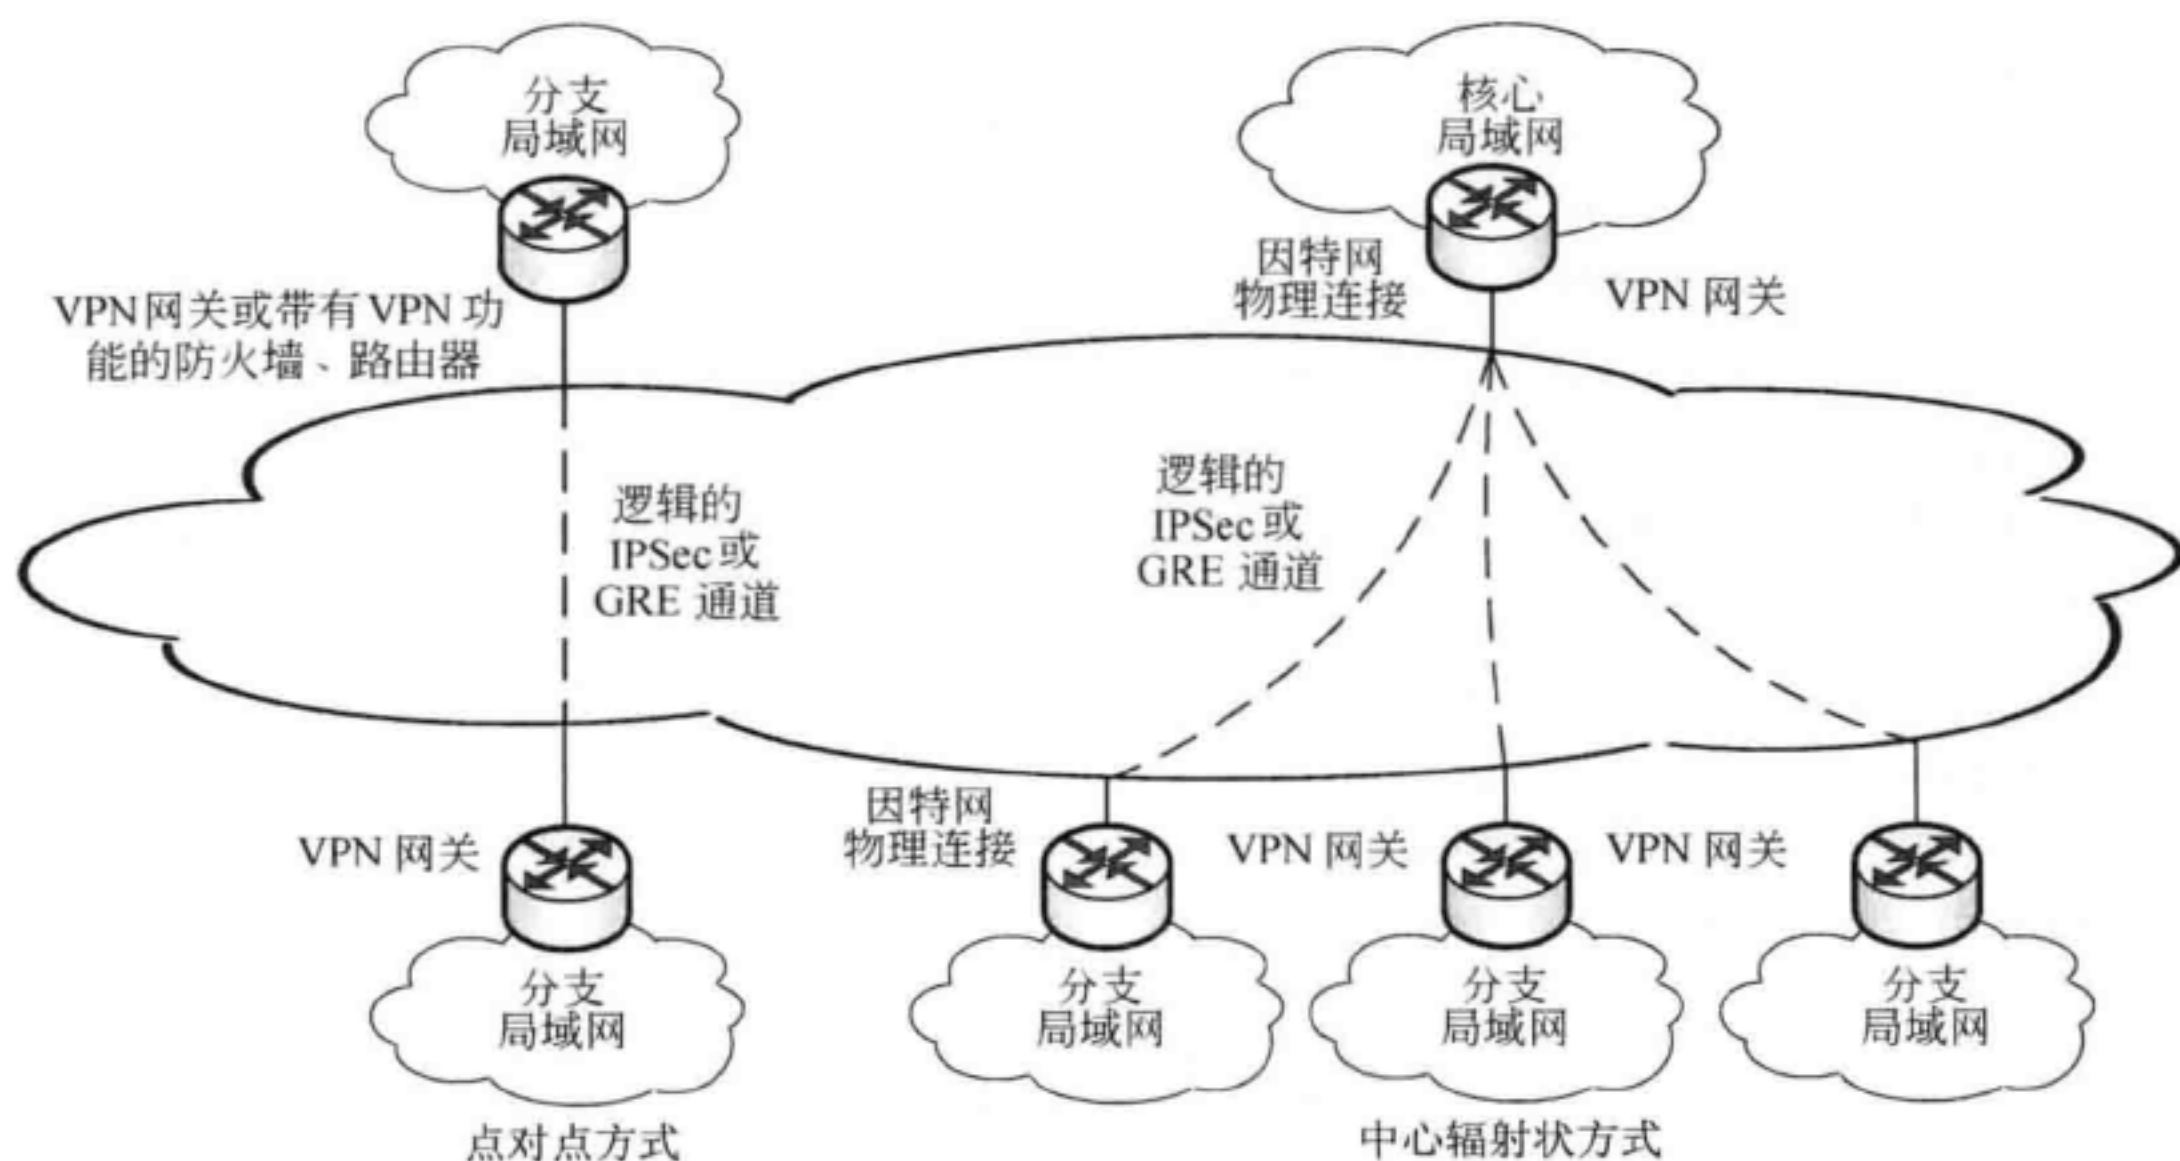 分支
局域网
核心
局域网
VPN网关或带有VPN功
能的防火墙、路由器
因特网
物理连接
VPN 网关
逻辑的
IPSec或
GRE 通道
逻辑的
IPSec或
GRE 通道
VPN 网关
因特网
物理连接
VPN 网关
VPN 网关
分支
局域网
分支
局域网
分支
局域网
分支
局域网
点对点方式
中心辐射状方式